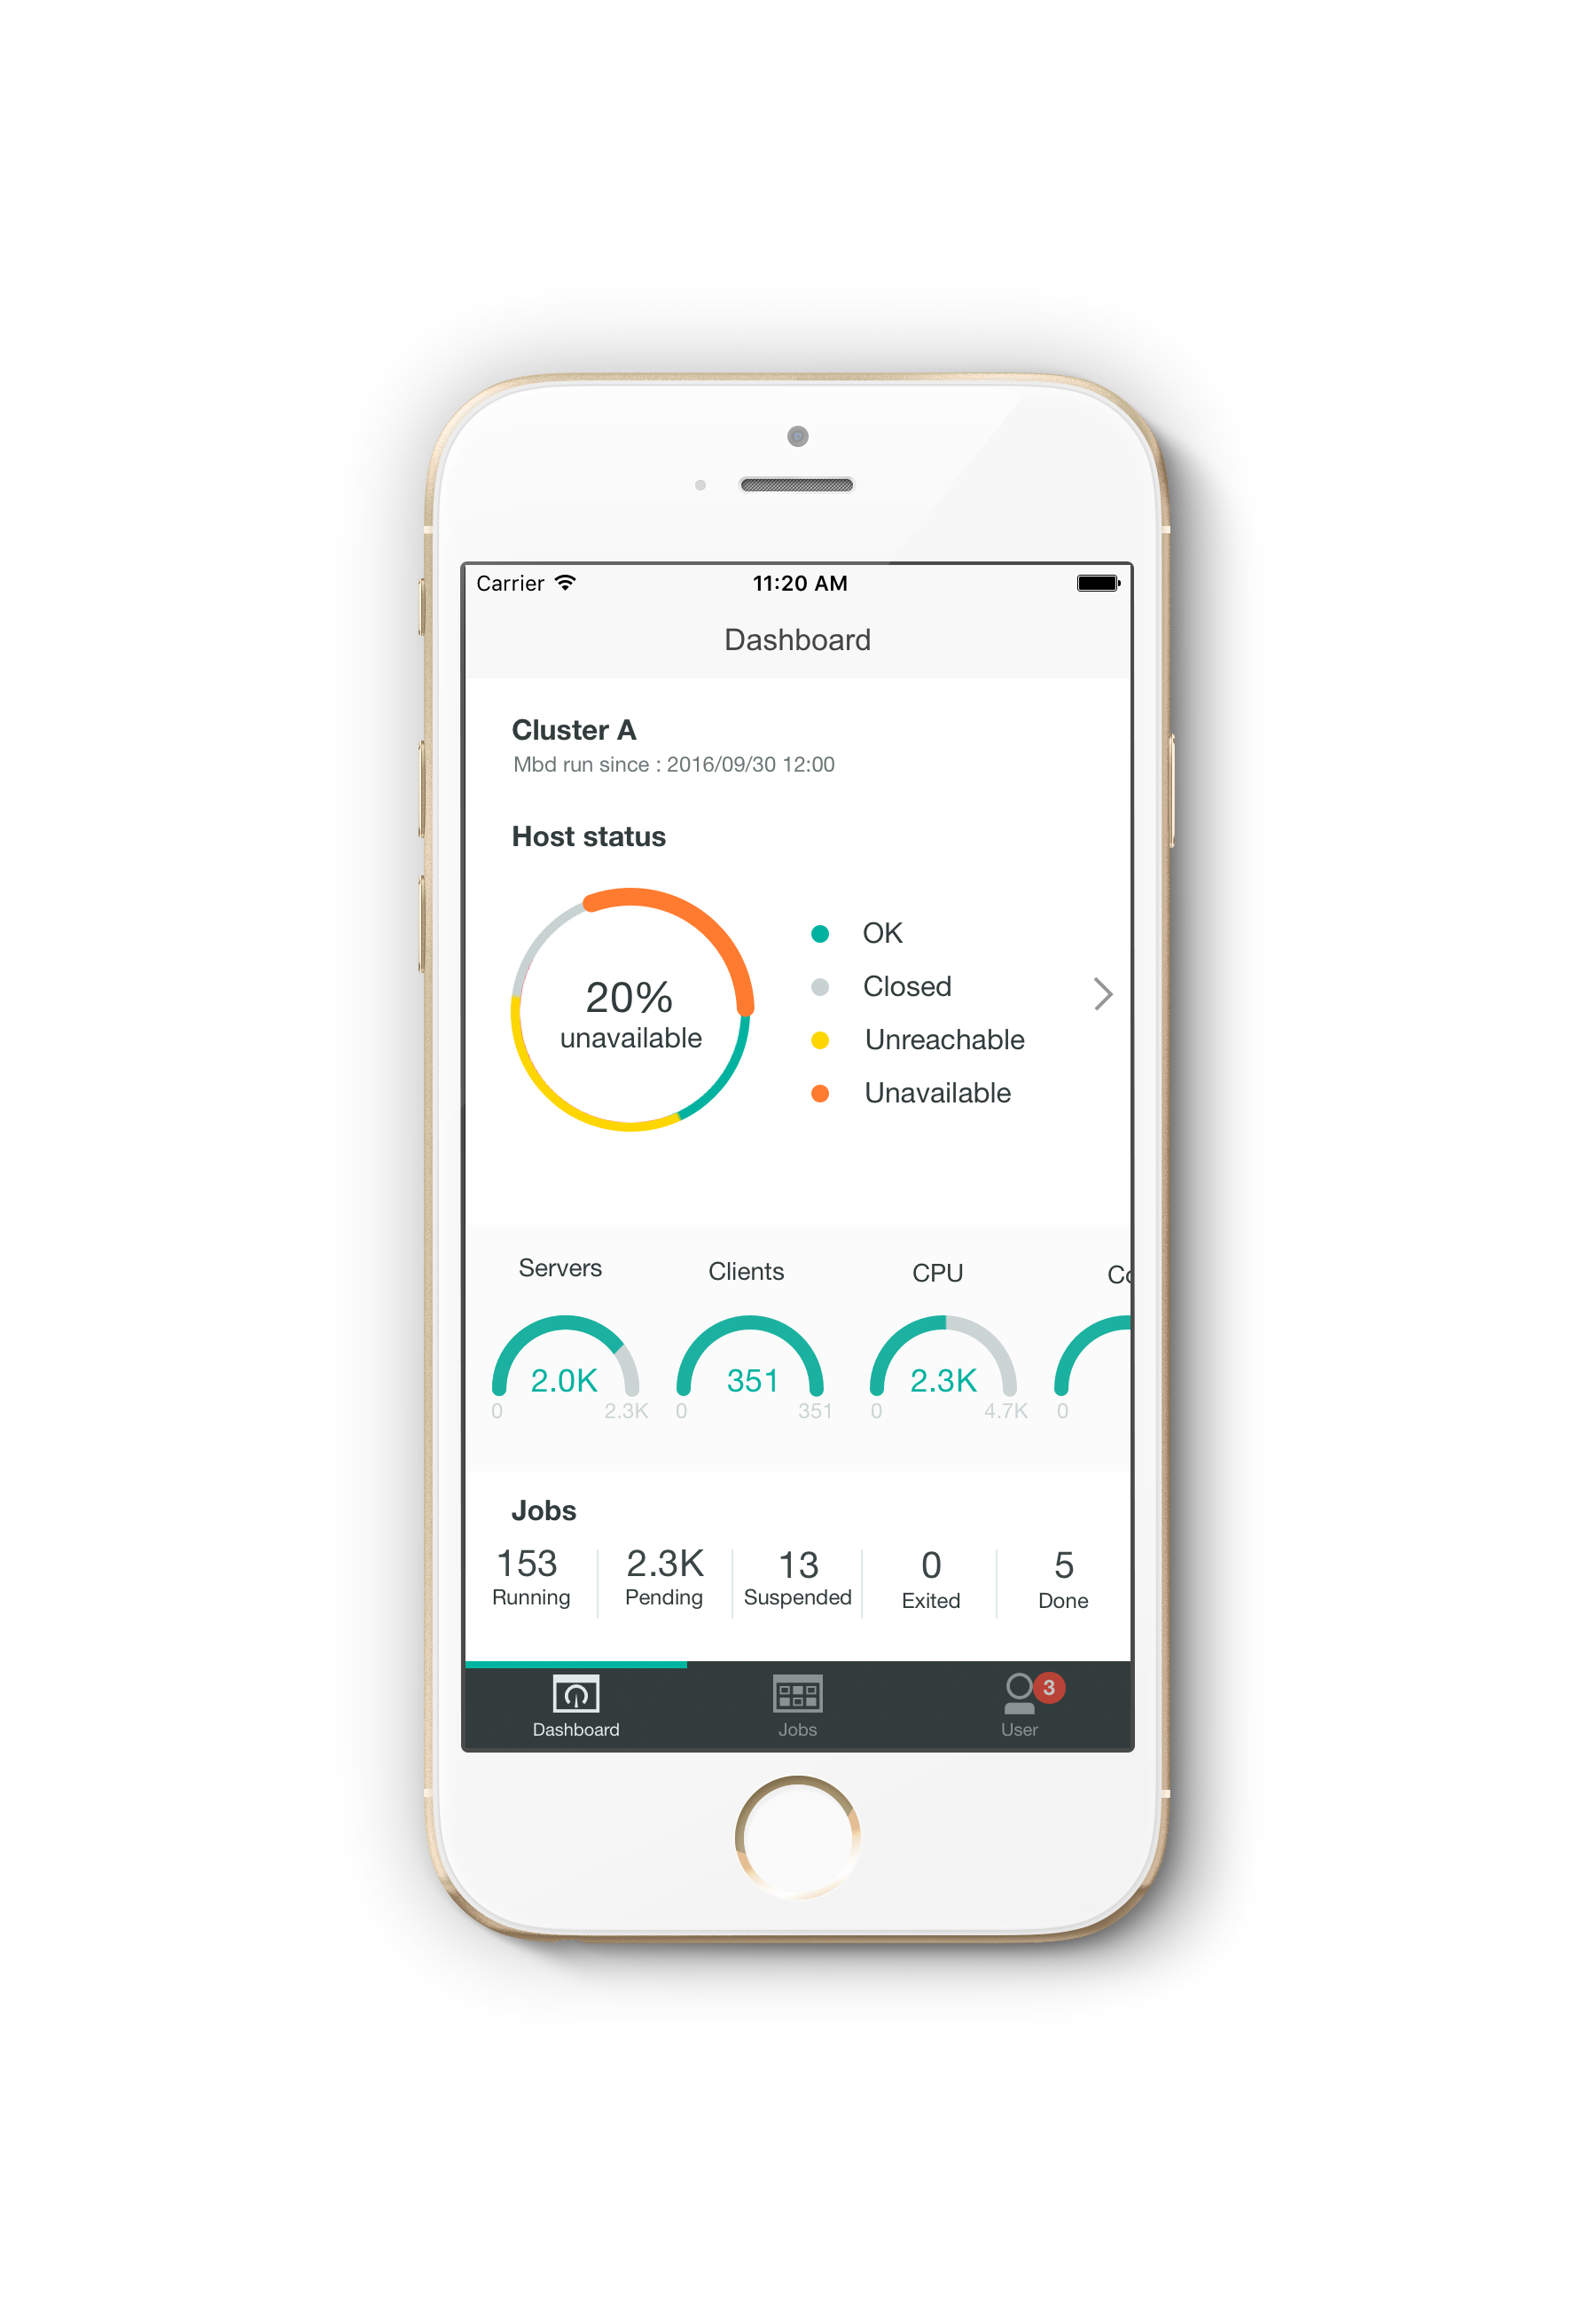 Carrier 11:20 AM
Dashboard
Cluster A
Mbd run since : 2016/09/30 12:00
Host status
20%
unavailable
OK
Closed
Unreachable
Unavailable
Servers Clients CPU
2.0K 351 2.3K
0 2.3K 0 351 0 4.7K 0
Jobs
153 2.3K 13 0 5
Running Pending Suspended Exited Done
3
Dashboard Jobs User